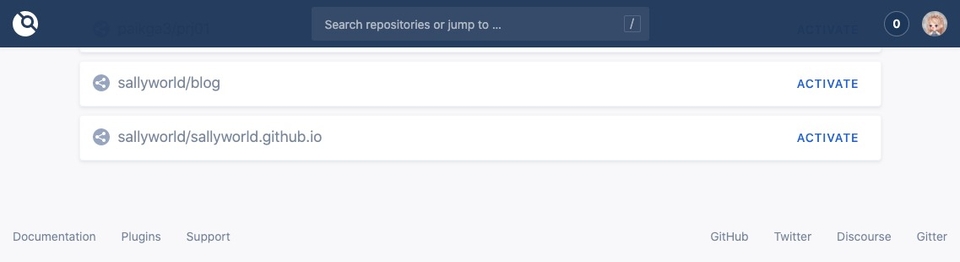 Search repositories or jump to ... /
0
ACTIVATE
sallyworld/blog
ACTIVATE
sallyworld/sallyworld.github.io
ACTIVATE
Documentation Plugins Support
GitHub Twitter Discourse Gitter